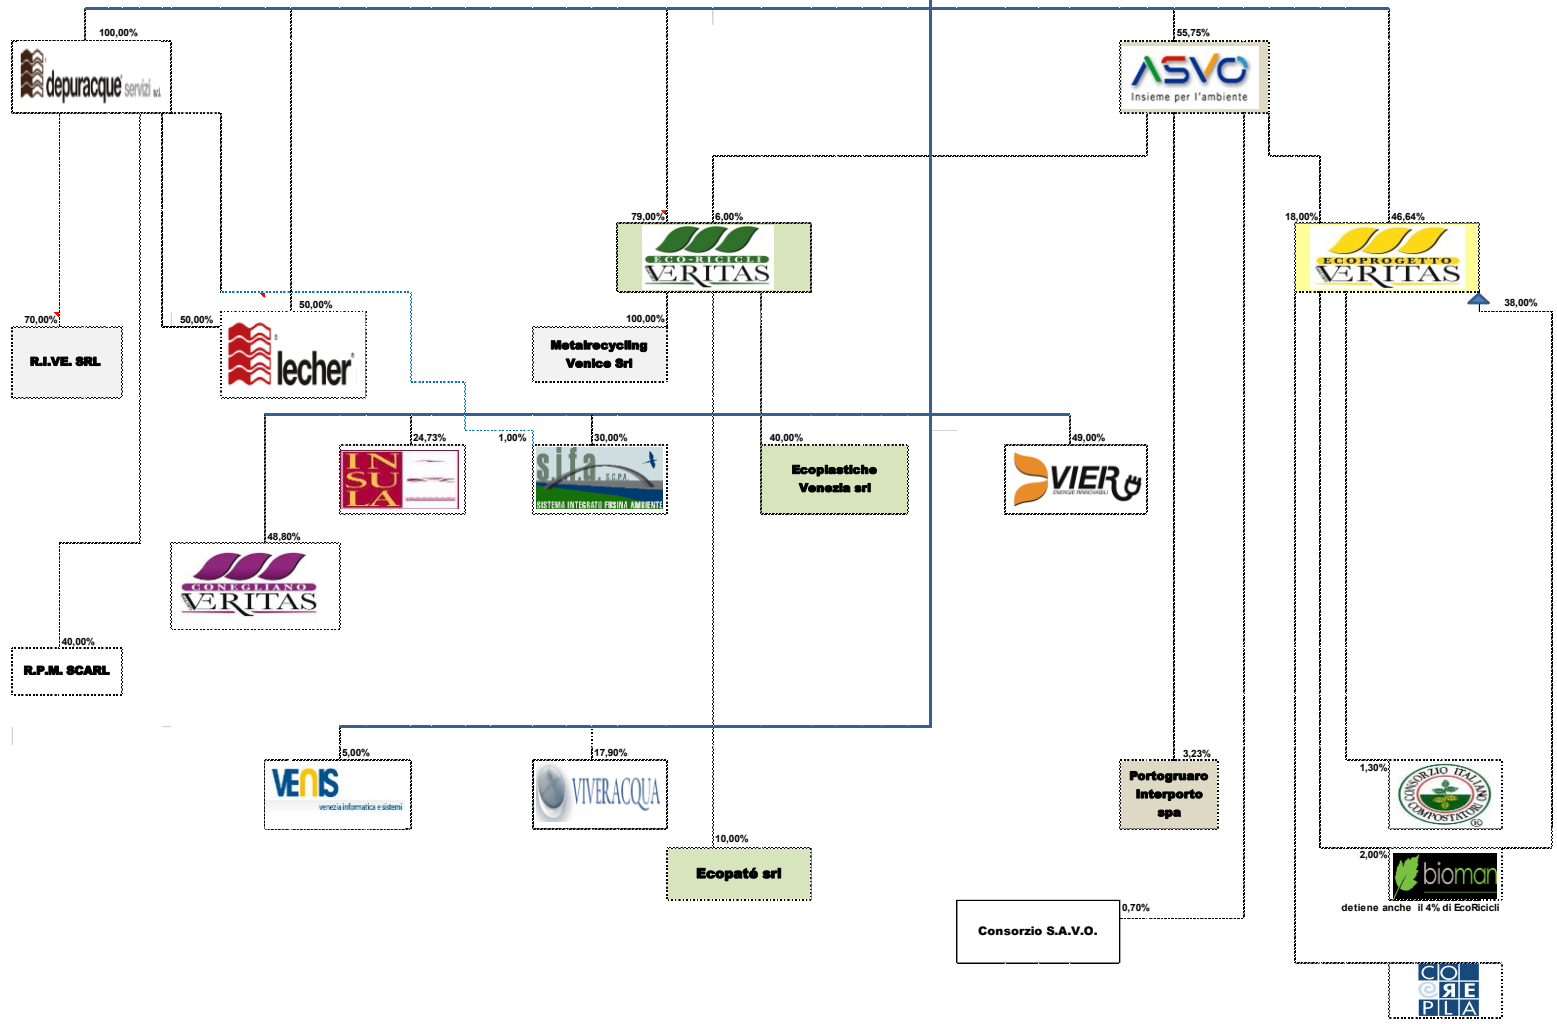 100,00%
55,75%
depuracque servizi s.r.l.
ASVO
Insieme per l'ambiente
79,00%
6,00%
18,00%
46,64%
ECO-RICICLI
VERITAS
ECOPROGETTO
VERITAS
38,00%
70,00%
50,00%
50,00%
100,00%
R.I.VE. SRL
lecher
Metalrecycling
Venice Srl
24,73%
1,00%
30,00%
40,00%
49,00%
IN
SU
LA
s.i.f.a. s.c.p.a.
SISTEMA INTEGRATO FUSINA AMBIENTE
Ecoplastiche
Venezia srl
VIER
ENERGIE RINNOVABILI
48,80%
CONEGLIANO
VERITAS
40,00%
R.P.M. SCARL
5,00%
17,90%
3,23%
1,30%
VENIS
venezia informatica e sistemi
VIVERACQUA
Portogruaro
Interporto
spa
CONSORZIO ITALIANO
COMPOSTATORI ®
10,00%
2,00%
Ecopaté srl
bioman
detiene anche il 4% di EcoRicicli
0,70%
Consorzio S.A.V.O.
CO
REPLA